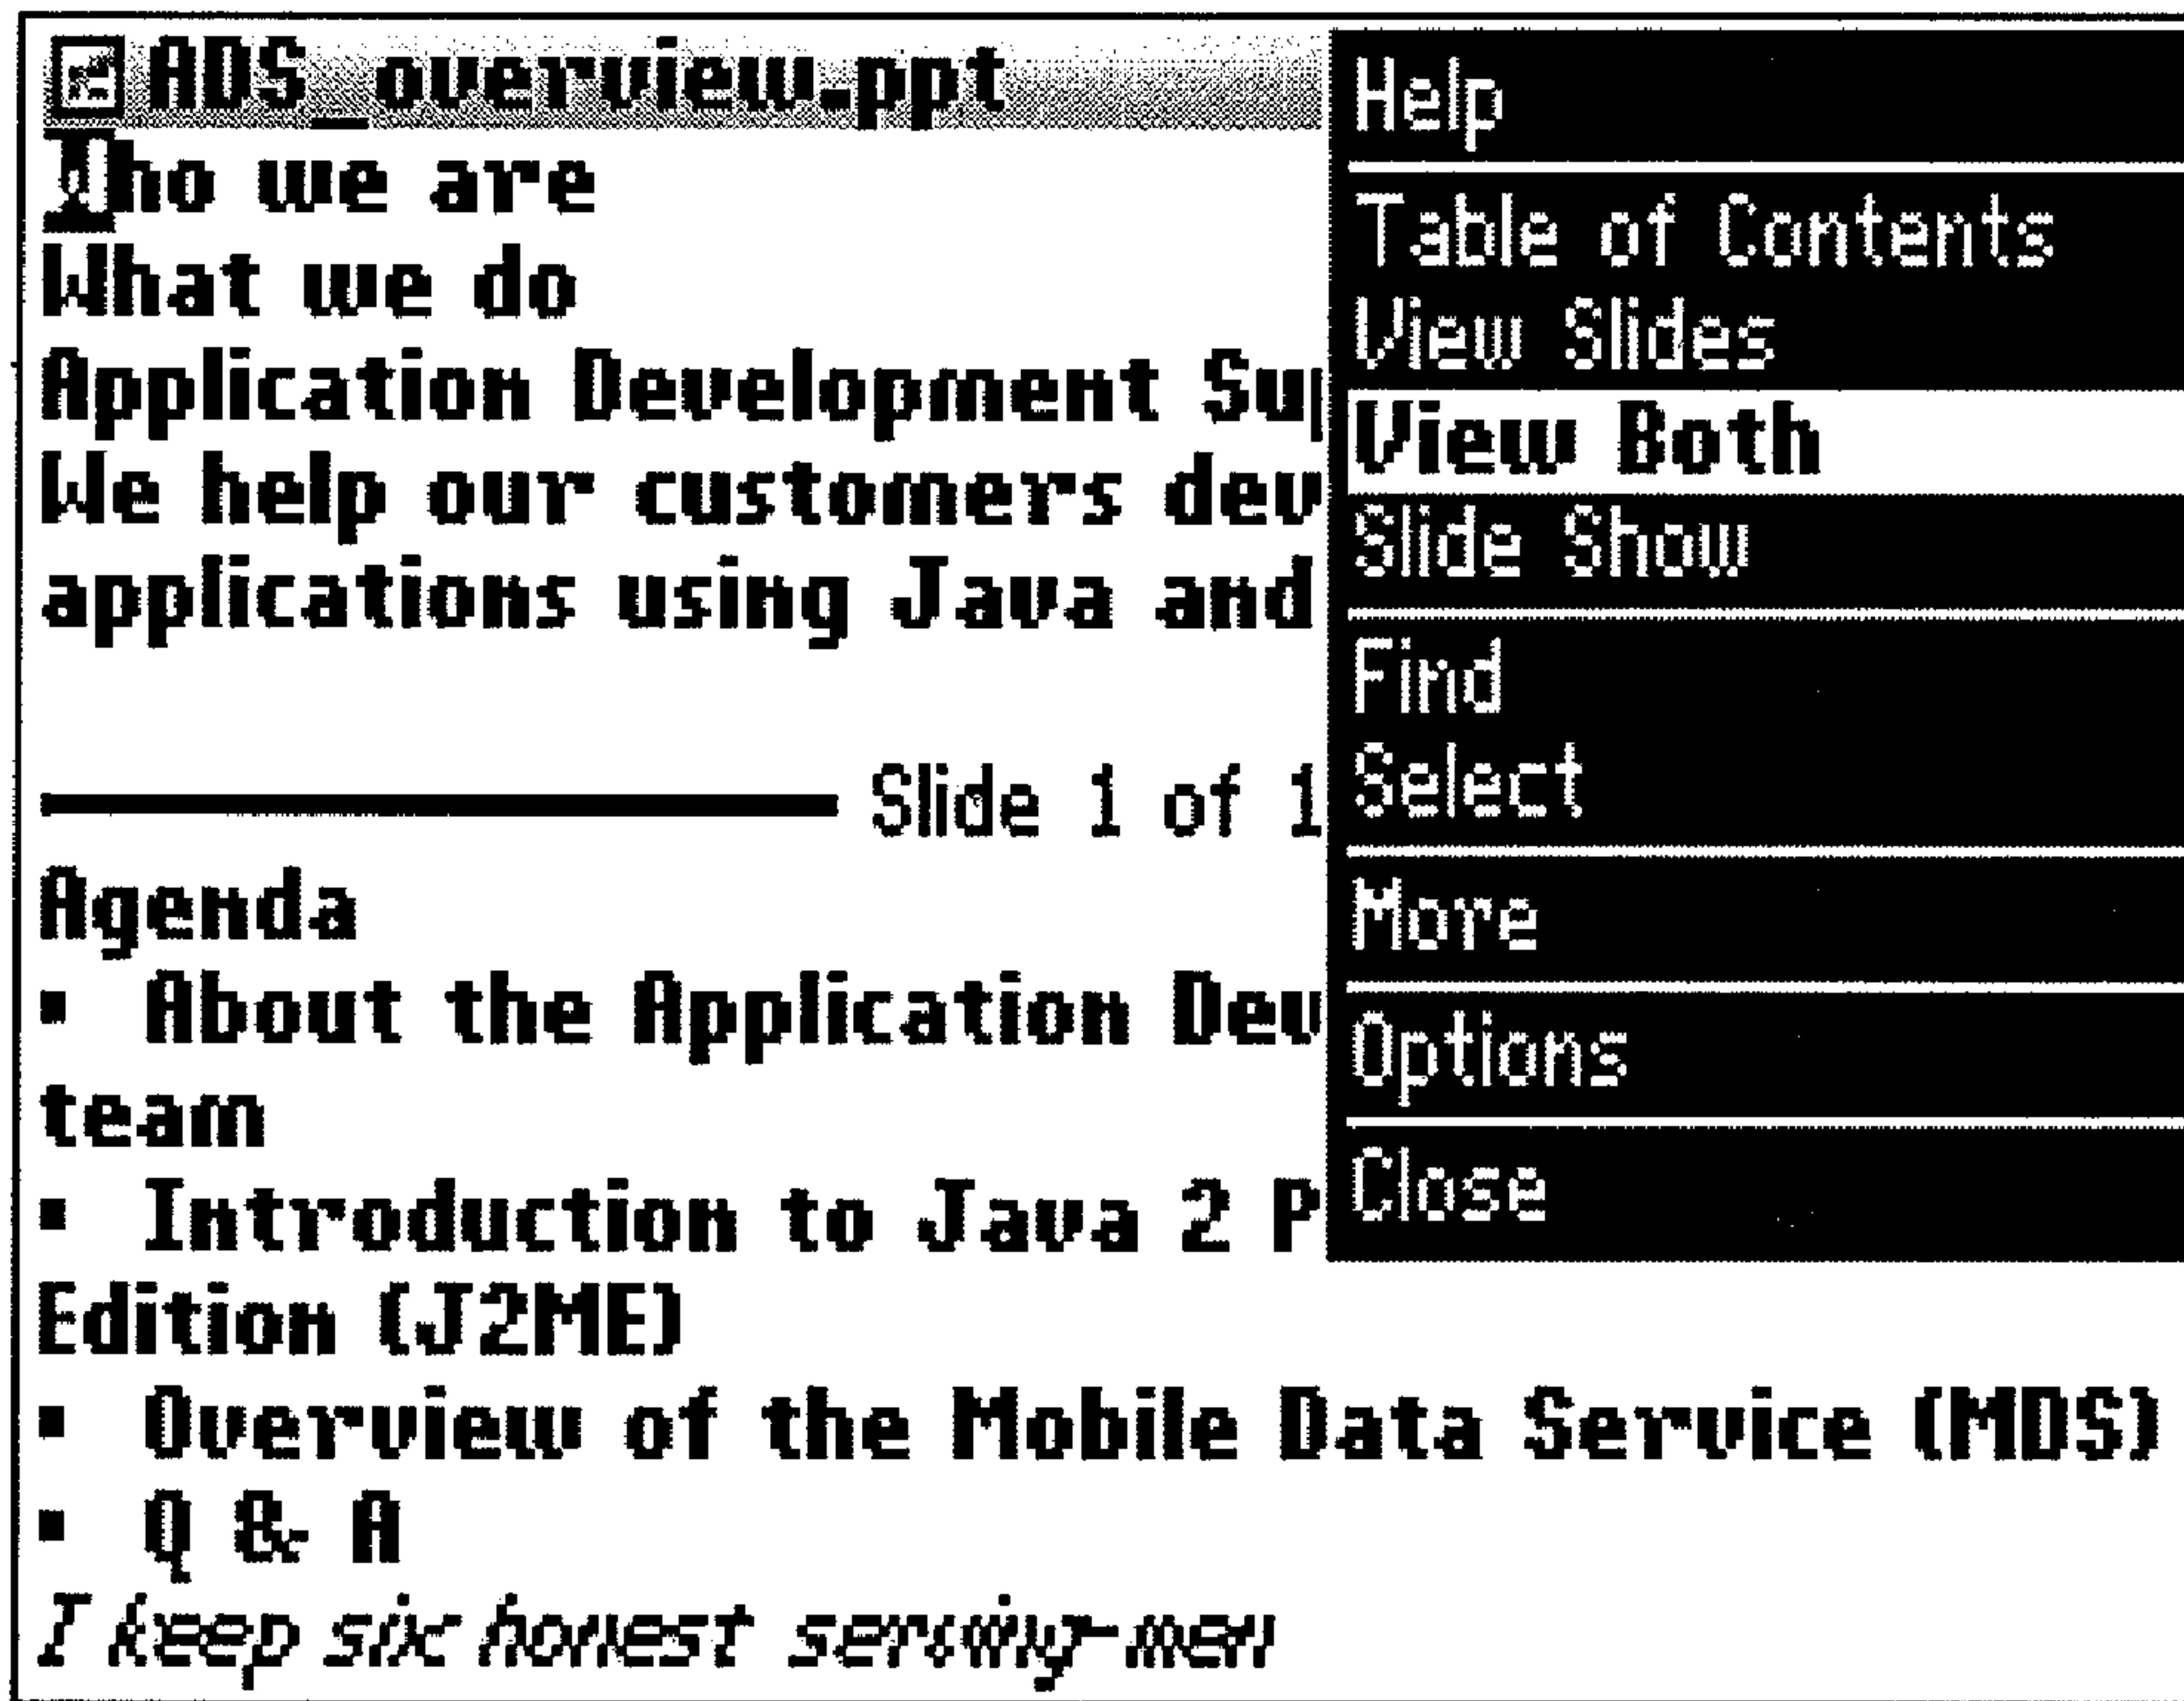 ADS_overview.ppt
Who we are
What we do
Application Development Sup
We help our customers dev
applications using Java and
Slide 1 of 1
Agenda
▪ About the Application Dev
team
▪ Introduction to Java 2 P
Edition (J2ME)
▪ Overview of the Mobile Data Service (MDS)
▪ Q & A
I keep six honest serving-men
Help
Table of Contents
View Slides
View Both
Slide Show
Find
Select
More
Options
Close